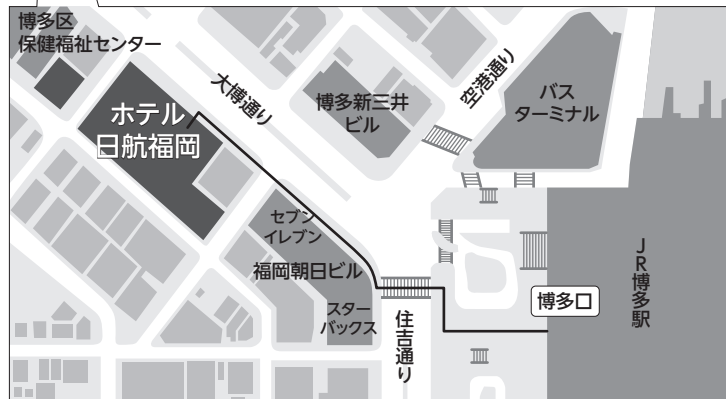 博多区
保健福祉センター
ホテル
日航福岡
大博通り
博多新三井
ビル
空港通り
バス
ターミナル
セブン
イレブン
福岡朝日ビル
スター
バックス
住吉通り
博多口
JR博多駅